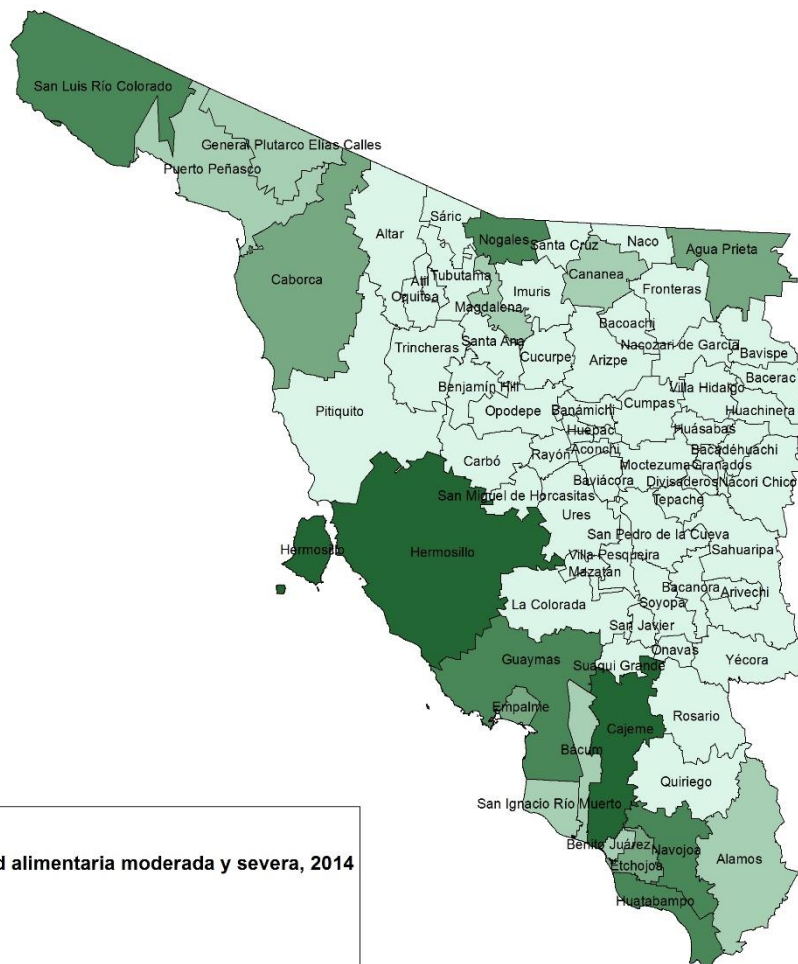 San Luis Río Colorado
General Plutarco Elías Calles
Puerto Peñasco
Sáric
Altar
Nogales
Santa Cruz
Naco
Agua Prieta
Caborca
Atil
Tubutama
Cananea
Oquitoa
Magdalena
Imuris
Fronteras
Bacoachi
Santa Ana
Trincheras
Cucurpe
Arizpe
Nacozari de García
Bavispe
Benjamín Hill
Villa Hidalgo
Bacerac
Pitiquito
Opodepe
Banámichi
Cumpas
Huachinera
Huepac
Huásabas
Carbó
Rayón
Aconchi
Bacadéhuachi
Moctezuma
Granados
Baviácora
Divisaderos
Nácori Chico
San Miguel de Horcasitas
Tepache
Ures
San Pedro de la Cueva
Hermosillo
Hermosillo
Villa Pesqueira
Sahuaripa
Mazatán
Bacanora
Arivechi
La Colorada
Soyopa
San Javier
Onavas
Guaymas
Suaqui Grande
Yécora
Empalme
Rosario
Cajeme
Bácum
Quiriego
San Ignacio Río Muerto
Benito Juárez
Navojoa
Etchojoa
Alamos
Huatabampo
d alimentaria moderada y severa, 2014